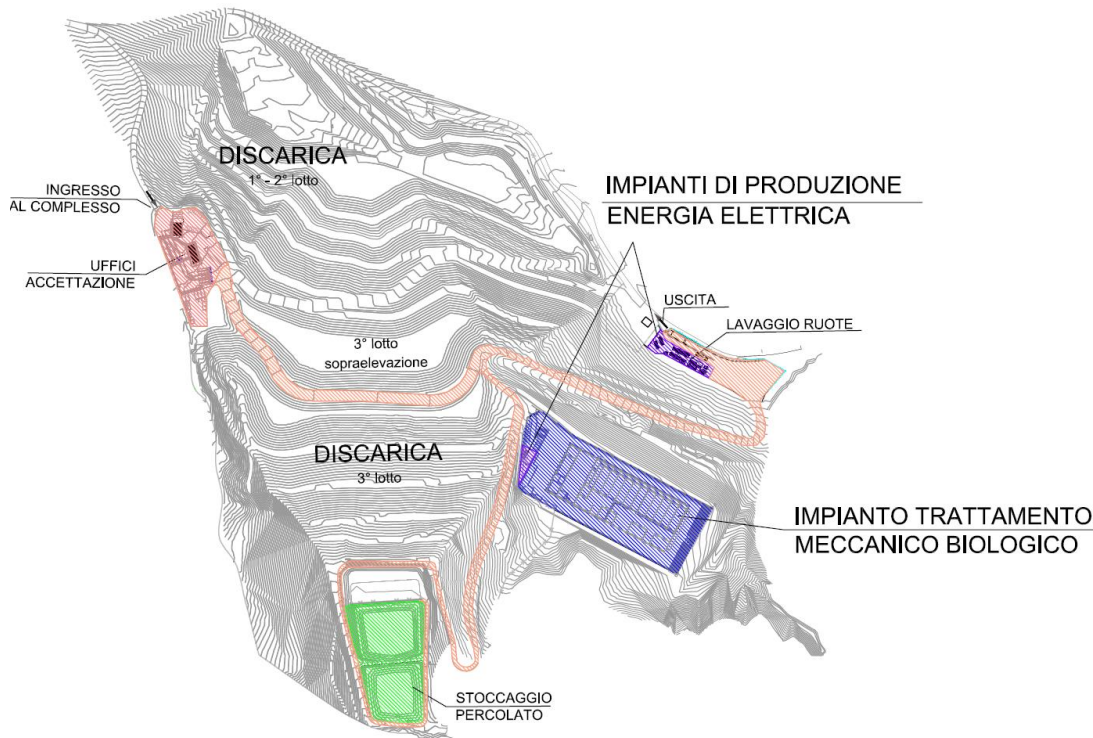 DISCARICA
1° - 2° lotto
INGRESSO
AL COMPLESSO
IMPIANTI DI PRODUZIONE
ENERGIA ELETTRICA
UFFICI
ACCETTAZIONE
USCITA
LAVAGGIO RUOTE
3° lotto
sopraelevazione
DISCARICA
3° lotto
IMPIANTO TRATTAMENTO
MECCANICO BIOLOGICO
STOCCAGGIO
PERCOLATO